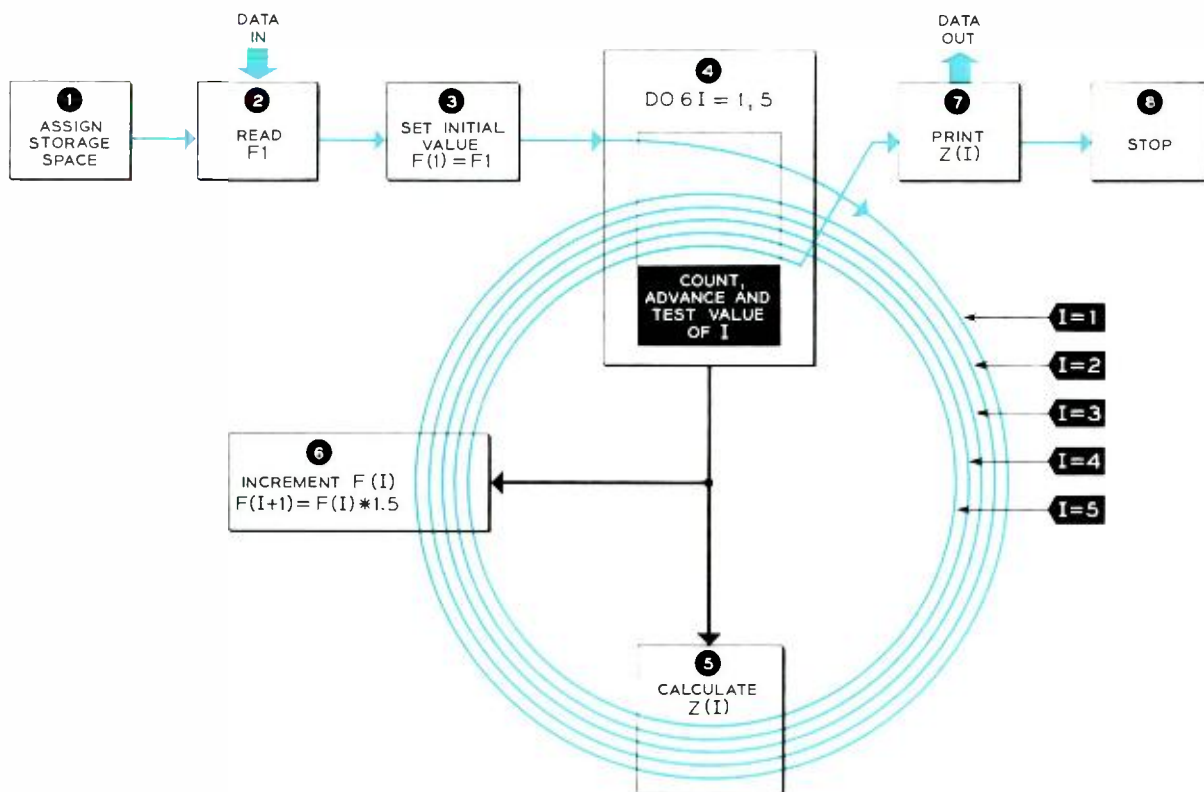 DATA
IN
1
ASSIGN
STORAGE
SPACE
2
READ
F1
3
SET INITIAL
VALUE
F(1)=F1
4
DO 6 I = 1, 5
COUNT,
ADVANCE AND
TEST VALUE
OF I
DATA
OUT
7
PRINT
Z(I)
8
STOP
I=1
I=2
I=3
I=4
I=5
6
INCREMENT F(I)
F(I+1)=F(I)*1.5
5
CALCULATE
Z(I)